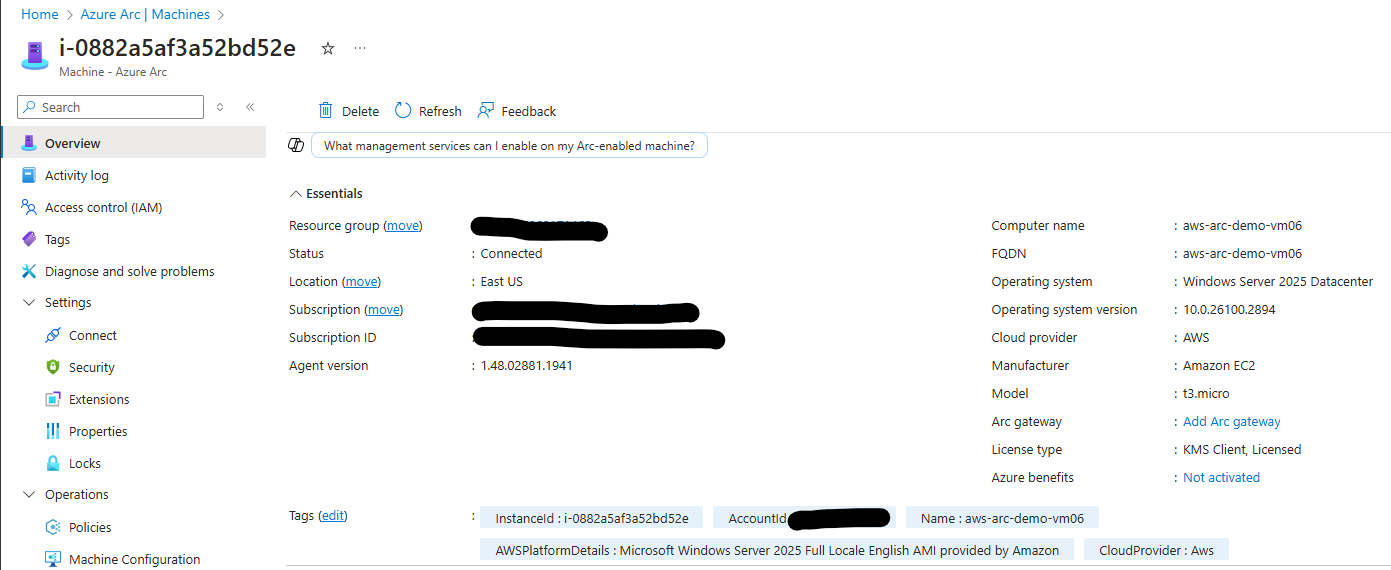 Home > Azure Arc | Machines >
i-0882a5af3a52bd52e ...
Machine - Azure Arc
Search
Delete Refresh Feedback
What management services can I enable on my Arc-enabled machine?
Overview
Activity log
Access control (IAM)
Tags
Diagnose and solve problems
Settings
Connect
Security
Extensions
Properties
Locks
Operations
Policies
Machine Configuration
Essentials
Resource group (move)
Status : Connected
Location (move) : East US
Subscription (move)
Subscription ID
Agent version : 1.48.02881.1941
Computer name : aws-arc-demo-vm06
FQDN : aws-arc-demo-vm06
Operating system : Windows Server 2025 Datacenter
Operating system version : 10.0.26100.2894
Cloud provider : AWS
Manufacturer : Amazon EC2
Model : t3.micro
Arc gateway : Add Arc gateway
License type : KMS Client, Licensed
Azure benefits : Not activated
Tags (edit) : InstanceId : i-0882a5af3a52bd52e AccountId Name : aws-arc-demo-vm06
AWSPlatformDetails : Microsoft Windows Server 2025 Full Locale English AMI provided by Amazon CloudProvider : Aws